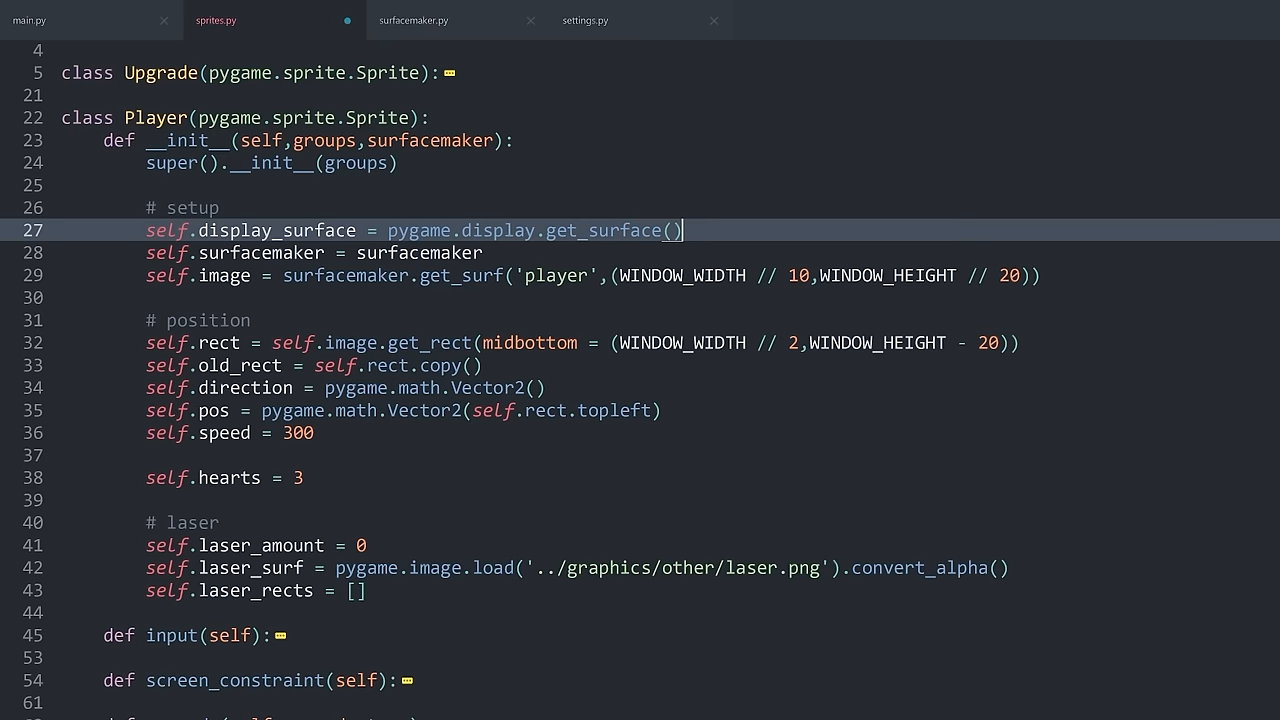 main.py sprites.py surfacemaker.py settings.py
4
5 class Upgrade(pygame.sprite.Sprite):
21
22 class Player(pygame.sprite.Sprite):
23 def __init__(self,groups,surfacemaker):
24 super().__init__(groups)
25
26 # setup
27 self.display_surface = pygame.display.get_surface()
28 self.surfacemaker = surfacemaker
29 self.image = surfacemaker.get_surf('player',(WINDOW_WIDTH // 10,WINDOW_HEIGHT // 20))
30
31 # position
32 self.rect = self.image.get_rect(midbottom = (WINDOW_WIDTH // 2,WINDOW_HEIGHT - 20))
33 self.old_rect = self.rect.copy()
34 self.direction = pygame.math.Vector2()
35 self.pos = pygame.math.Vector2(self.rect.topleft)
36 self.speed = 300
37
38 self.hearts = 3
39
40 # laser
41 self.laser_amount = 0
42 self.laser_surf = pygame.image.load('../graphics/other/laser.png').convert_alpha()
43 self.laser_rects = []
44
45 def input(self):
53
54 def screen_constraint(self):
61